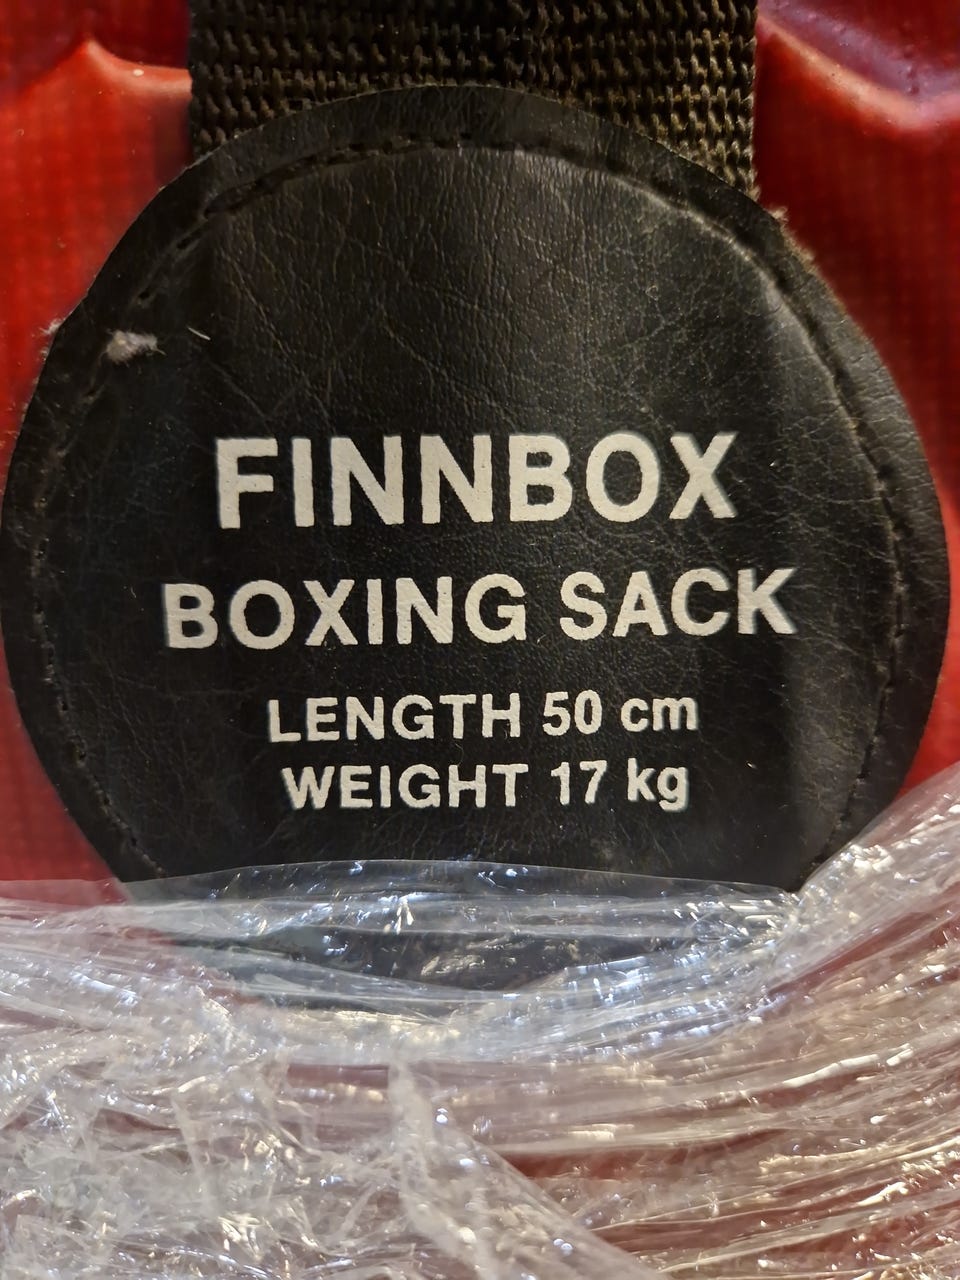 FINNBOX
BOXING SACK
LENGTH 50 cm
WEIGHT 17 kg